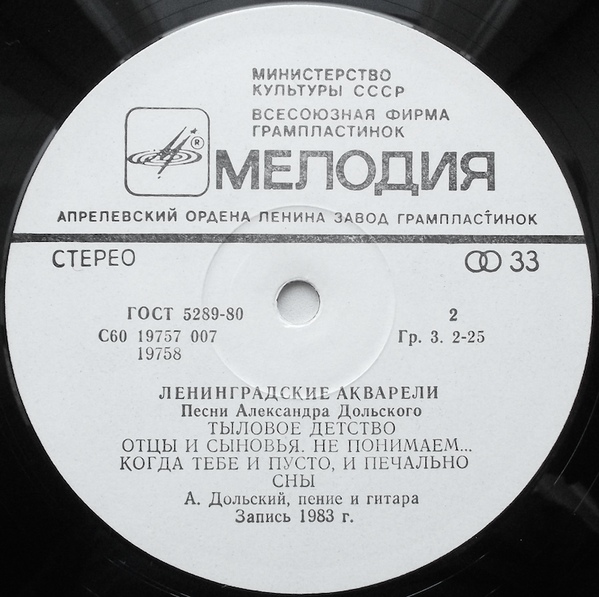 МИНИСТЕРСТВО
КУЛЬТУРЫ СССР
ВСЕСОЮЗНАЯ ФИРМА
ГРАМПЛАСТИНОК
®
МЕЛОДИЯ
АПРЕЛЕВСКИЙ ОРДЕНА ЛЕНИНА ЗАВОД ГРАМПЛАСТИНОК
СТЕРЕО 33
ГОСТ 5289-80 2
С60 19757 007 Гр. 3. 2-25
19758
ЛЕНИНГРАДСКИЕ АКВАРЕЛИ
Песни Александра Дольского
ТЫЛОВОЕ ДЕТСТВО
ОТЦЫ И СЫНОВЬЯ. НЕ ПОНИМАЕМ...
КОГДА ТЕБЕ И ПУСТО, И ПЕЧАЛЬНО
СНЫ
А. Дольский, пение и гитара
Запись 1983 г.